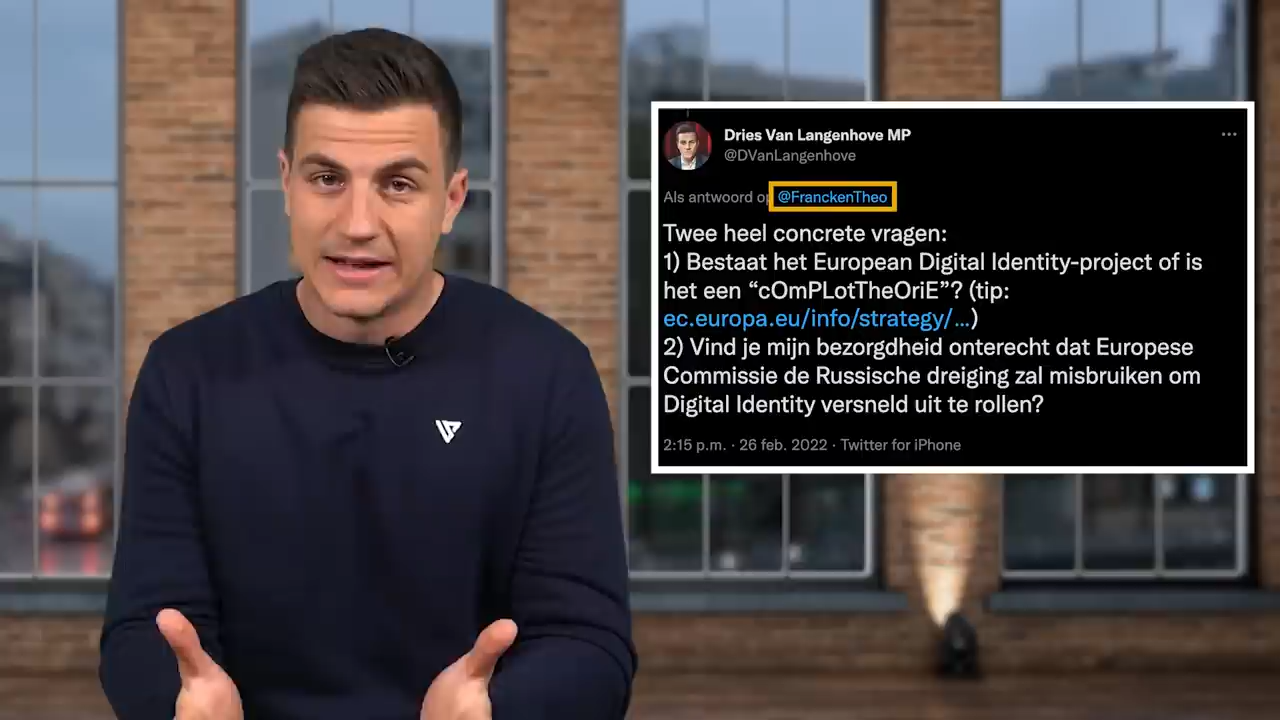 Dries Van Langenhove MP
@DVanLangenhove
Als antwoord op @FranckenTheo
Twee heel concrete vragen:
1) Bestaat het European Digital Identity-project of is
het een “cOmPLotTheOriE”? (tip:
ec.europa.eu/info/strategy/…)
2) Vind je mijn bezorgdheid onterecht dat Europese
Commissie de Russische dreiging zal misbruiken om
Digital Identity versneld uit te rollen?
2:15 p.m. · 26 feb. 2022 · Twitter for iPhone